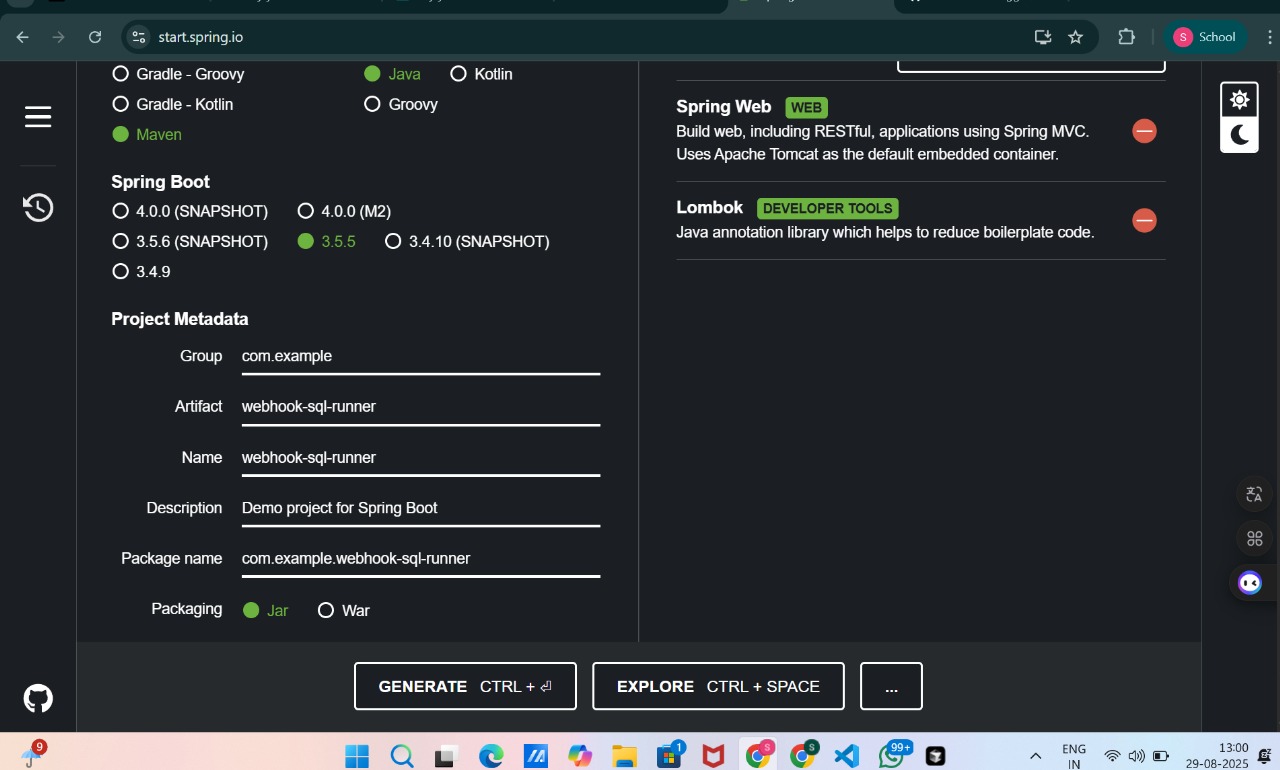 start.spring.io
School
Gradle - Groovy
Java
Kotlin
Gradle - Kotlin
Groovy
Maven
Spring Boot
4.0.0 (SNAPSHOT)
4.0.0 (M2)
3.5.6 (SNAPSHOT)
3.5.5
3.4.10 (SNAPSHOT)
3.4.9
Project Metadata
Group
com.example
Artifact
webhook-sql-runner
Name
webhook-sql-runner
Description
Demo project for Spring Boot
Package name
com.example.webhook-sql-runner
Packaging
Jar
War
Spring Web WEB
Build web, including RESTful, applications using Spring MVC.
Uses Apache Tomcat as the default embedded container.
Lombok DEVELOPER TOOLS
Java annotation library which helps to reduce boilerplate code.
GENERATE CTRL + ⏎
EXPLORE CTRL + SPACE
...
9
1
S
S
99+
ENG
IN
13:00
29-08-2025